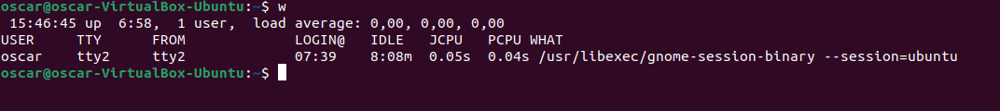 oscar@oscar-VirtualBox-Ubuntu:~$ w
 15:46:45 up  6:58,  1 user,  load average: 0,00, 0,00, 0,00
USER     TTY      FROM             LOGIN@   IDLE   JCPU   PCPU WHAT
oscar    tty2     tty2             07:39    8:08m  0.05s  0.04s /usr/libexec/gnome-session-binary --session=ubuntu
oscar@oscar-VirtualBox-Ubuntu:~$